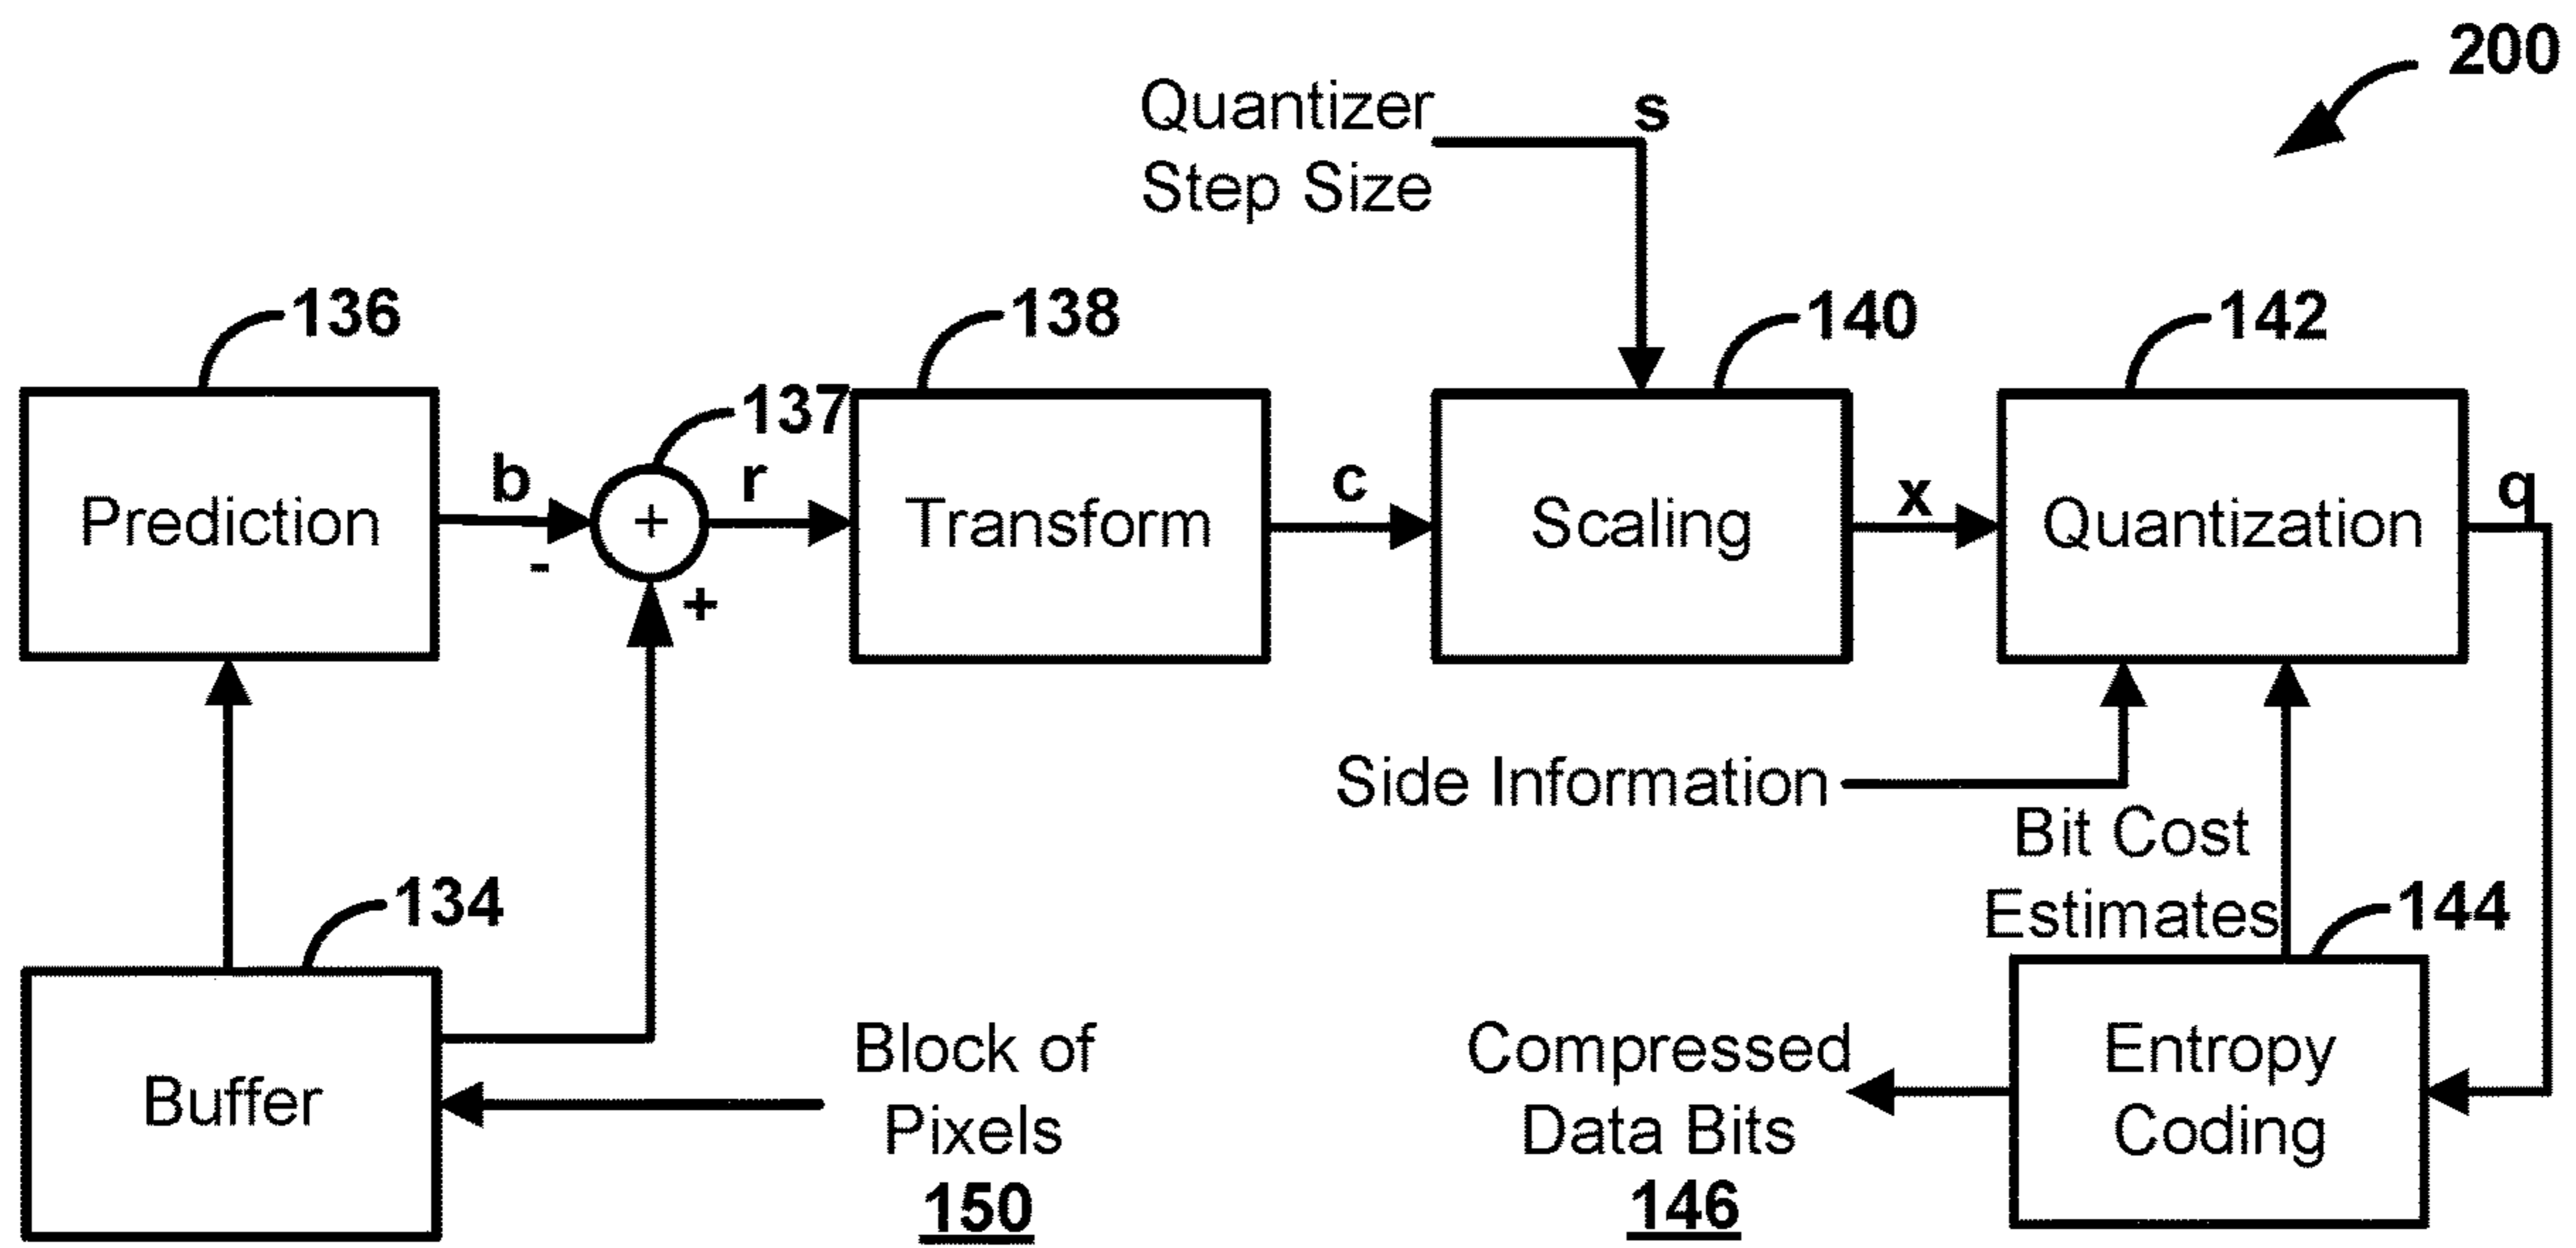 200
Quantizer
Step Size
s
136
138
140
142
137
b
r
c
x
q
Prediction
+
Transform
Scaling
Quantization
-
+
Side Information
Bit Cost
Estimates
134
144
Buffer
Block of
Pixels
150
Compressed
Data Bits
146
Entropy
Coding